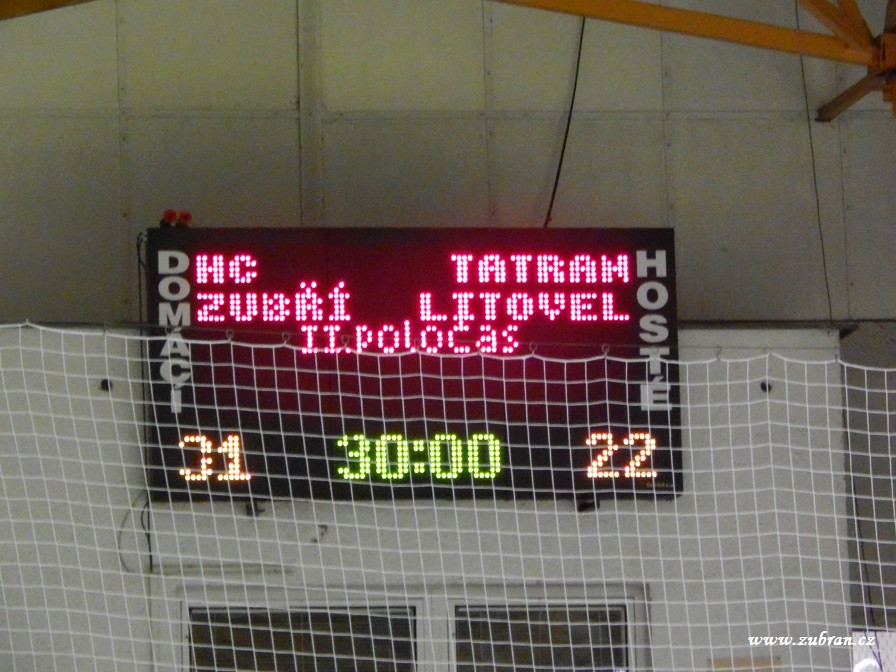 DOMÁCÍ
HC TATRAN
ZUBŘÍ LITOVEL
II.poločas
HOSTÉ
31 30:00 22
www.zubran.cz